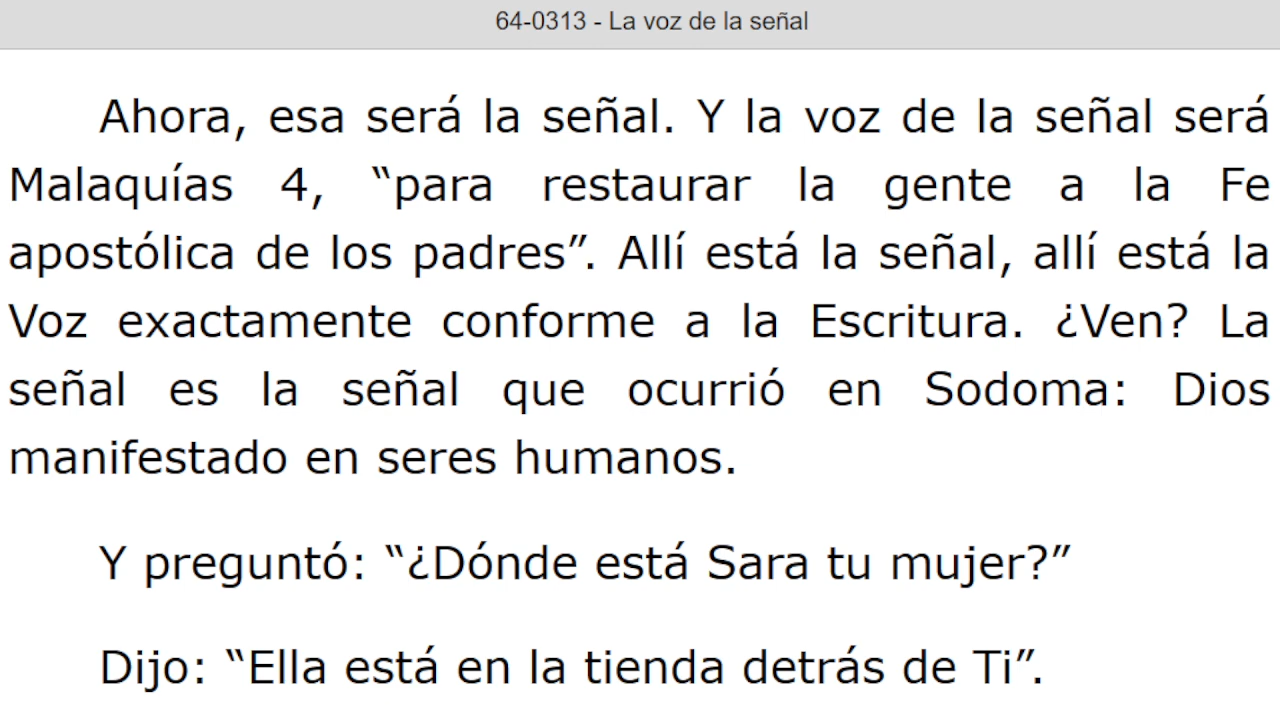 64-0313 - La voz de la señal
Ahora, esa será la señal. Y la voz de la señal será
Malaquías 4, “para restaurar la gente a la Fe
apostólica de los padres”. Allí está la señal, allí está la
Voz exactamente conforme a la Escritura. ¿Ven? La
señal es la señal que ocurrió en Sodoma: Dios
manifestado en seres humanos.
Y preguntó: “¿Dónde está Sara tu mujer?”
Dijo: “Ella está en la tienda detrás de Ti”.